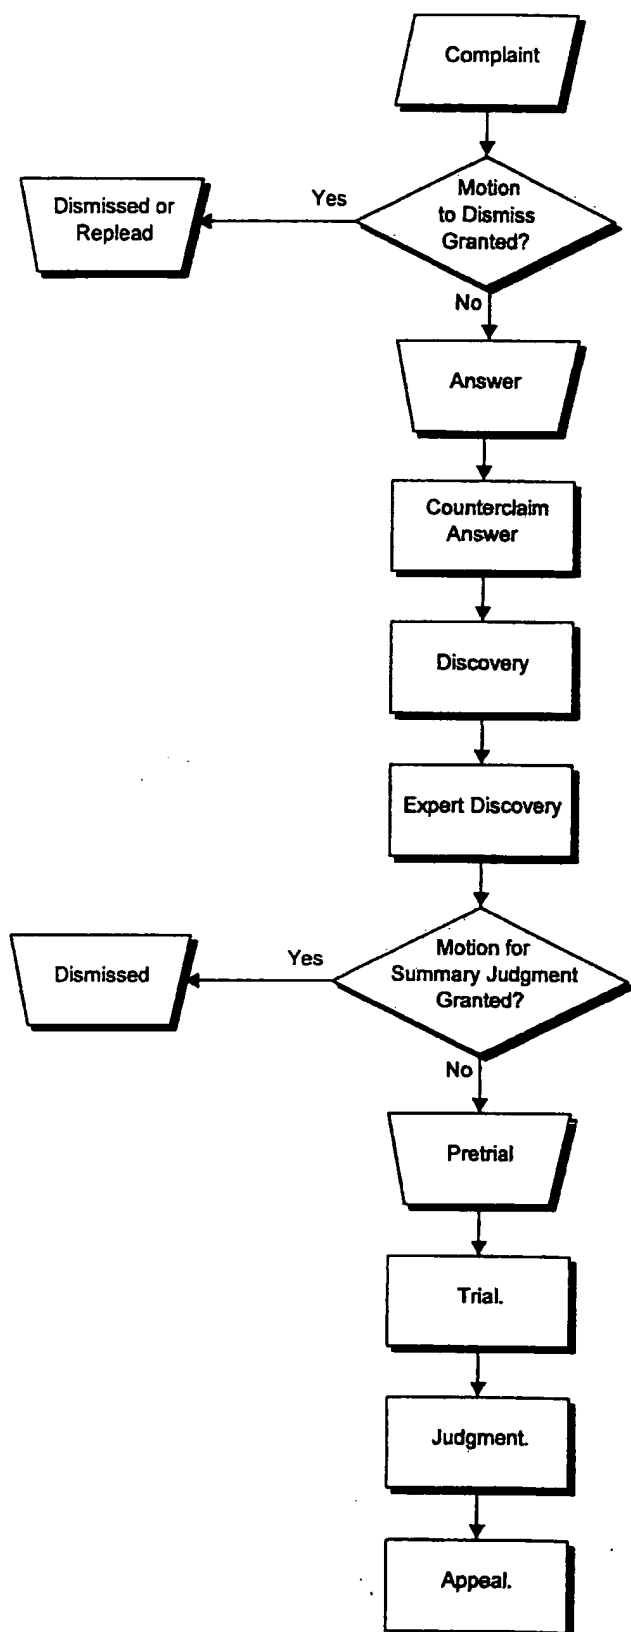 Complaint
Motion
to Dismiss
Granted?
Yes
Dismissed or
Replead
No
Answer
Counterclaim
Answer
Discovery
Expert Discovery
Motion for
Summary Judgment
Granted?
Yes
Dismissed
No
Pretrial
Trial.
Judgment.
Appeal.